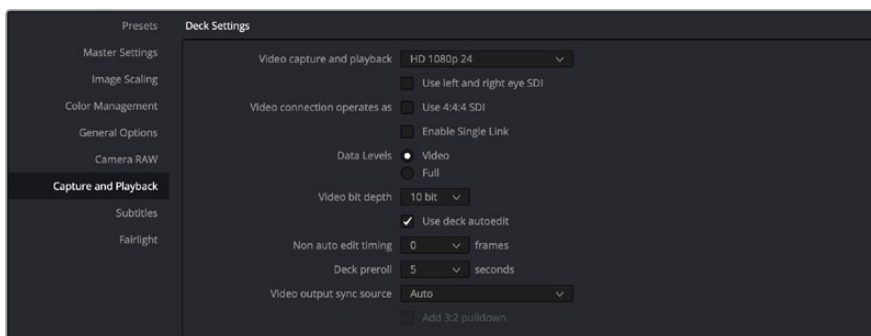 Presets
Master Settings
Image Scaling
Color Management
General Options
Camera RAW
Capture and Playback
Subtitles
Fairlight
Deck Settings
Video capture and playback HD 1080p 24
Use left and right eye SDI
Video connection operates as Use 4:4:4 SDI
Enable Single Link
Data Levels Video
Full
Video bit depth 10 bit
Use deck autoedit
Non auto edit timing 0 frames
Deck preroll 5 seconds
Video output sync source Auto
Add 3:2 pulldown